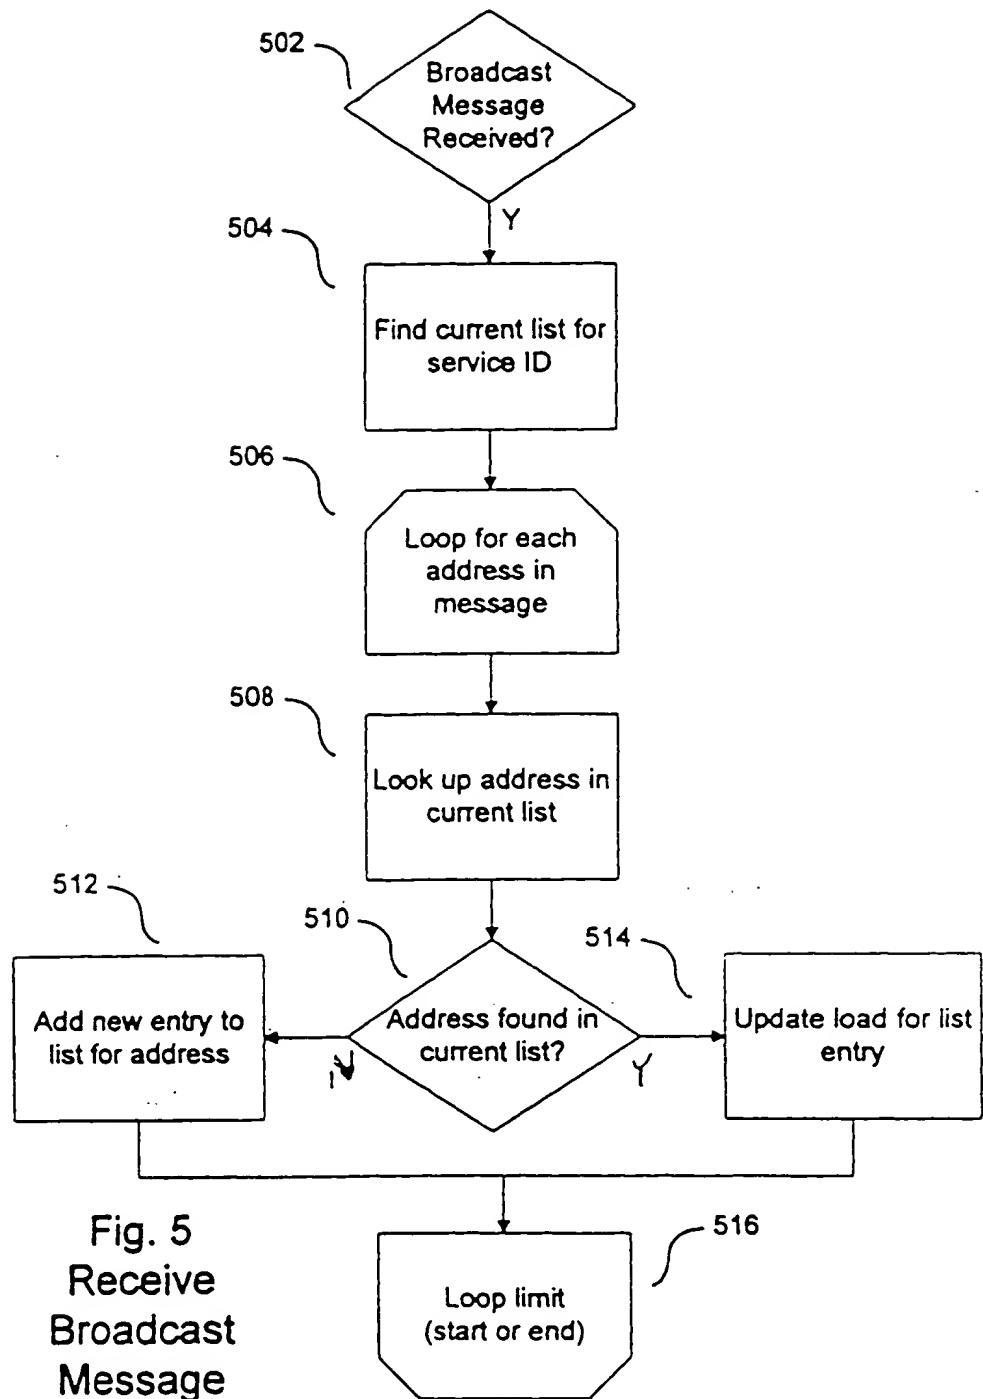 502
Broadcast
Message
Received?
Y
504
Find current list for
service ID
506
Loop for each
address in
message
508
Look up address in
current list
512
510
514
Add new entry to
list for address
Address found in
current list?
Update load for list
entry
N
Y
516
Loop limit
(start or end)
Fig. 5
Receive
Broadcast
Message